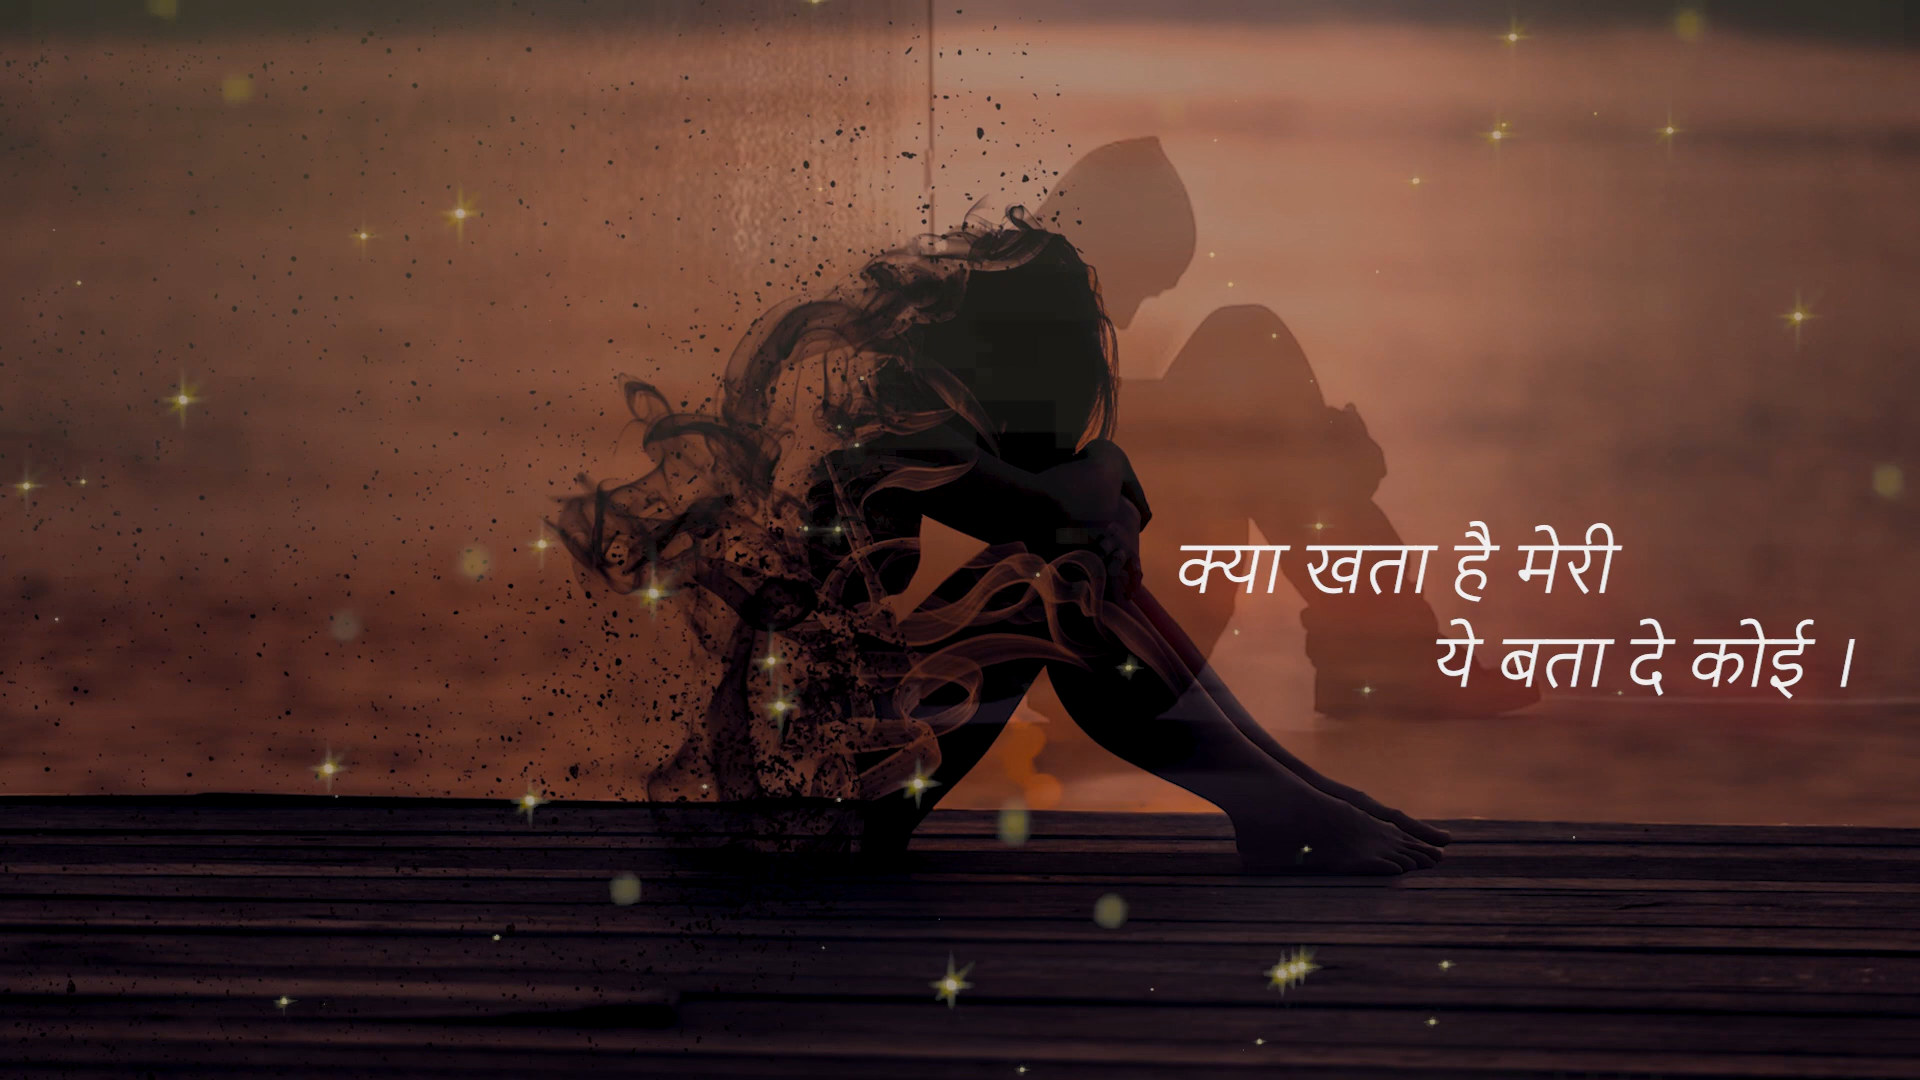 क्या खता है मेरी
ये बता दे कोई ।